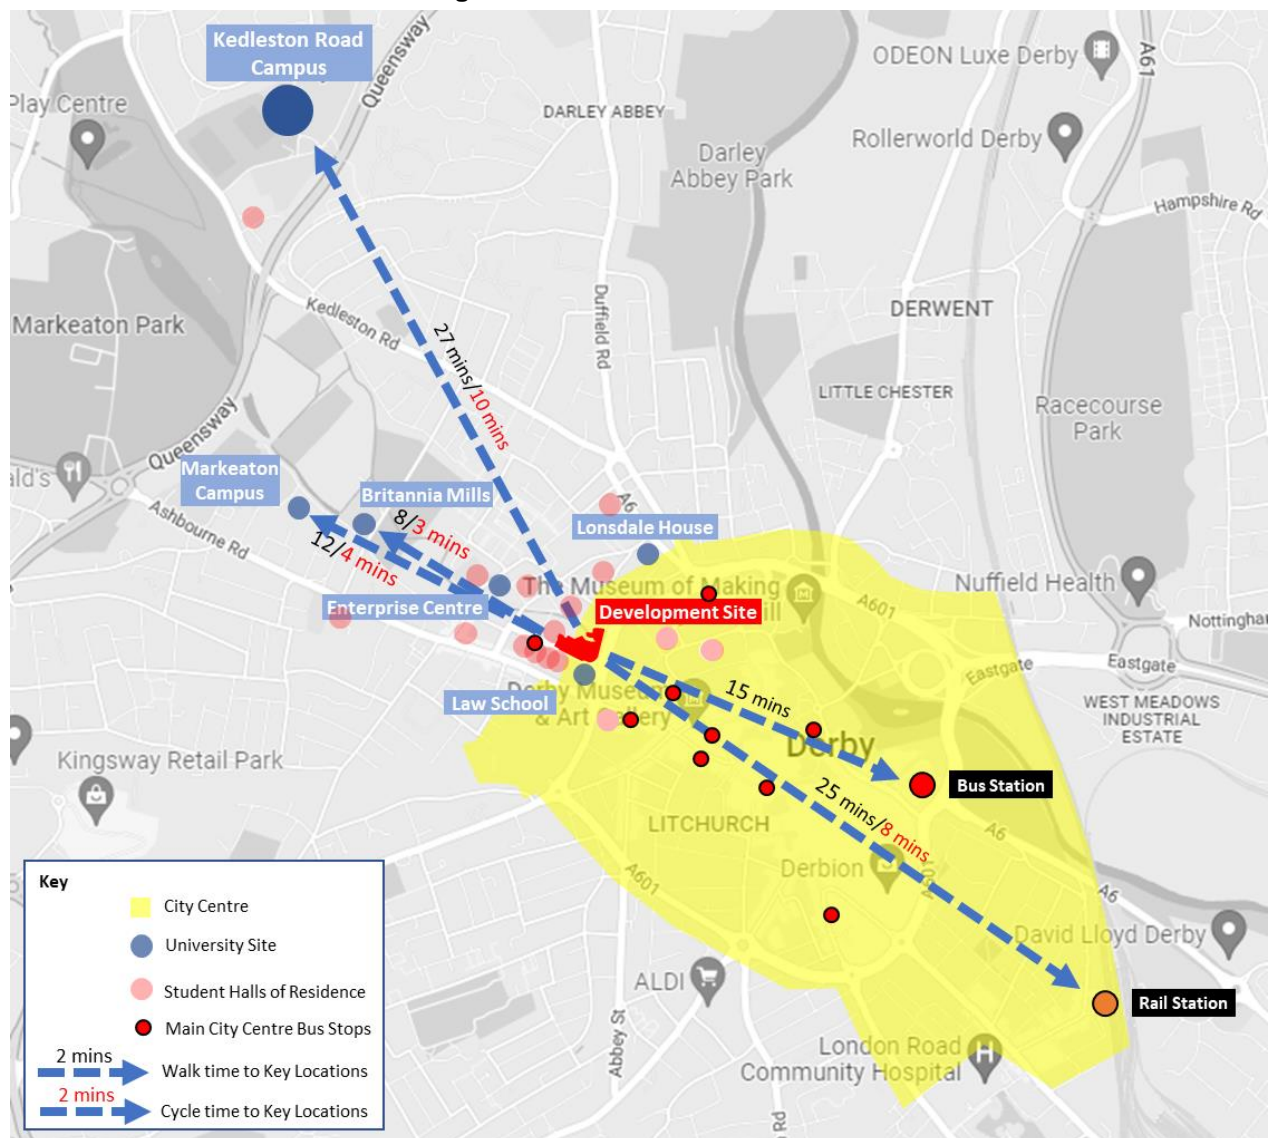 Kedleston Road
Campus
Queensway
ODEON Luxe Derby
A61
Play Centre
DARLEY ABBEY
Rollerworld Derby
Darley
Abbey Park
Hampshire Rd
Markeaton Park
Kedleston Rd
Duffield Rd
DERWENT
27 mins/10 mins
LITTLE CHESTER
Racecourse
Park
Queensway
ald's
Markeaton
Campus
Britannia Mills
A6
Lonsdale House
Ashbourne Rd
8/3 mins
12/4 mins
The Museum of Making
Nuffield Health
Enterprise Centre
Development Site
A601
Nottingha
Eastgate
Eastgate
Law School
Derby Museum
& Art Gallery
15 mins
WEST MEADOWS
INDUSTRIAL
ESTATE
Derby
Kingsway Retail Park
Bus Station
25 mins/8 mins
LITCHURCH
A6
Derbion
A601
A6
David Lloyd Derby
ALDI
Rail Station
Abbey St
London Road
Community Hospital
Rd
Key
City Centre
University Site
Student Halls of Residence
Main City Centre Bus Stops
2 mins
Walk time to Key Locations
2 mins
Cycle time to Key Locations